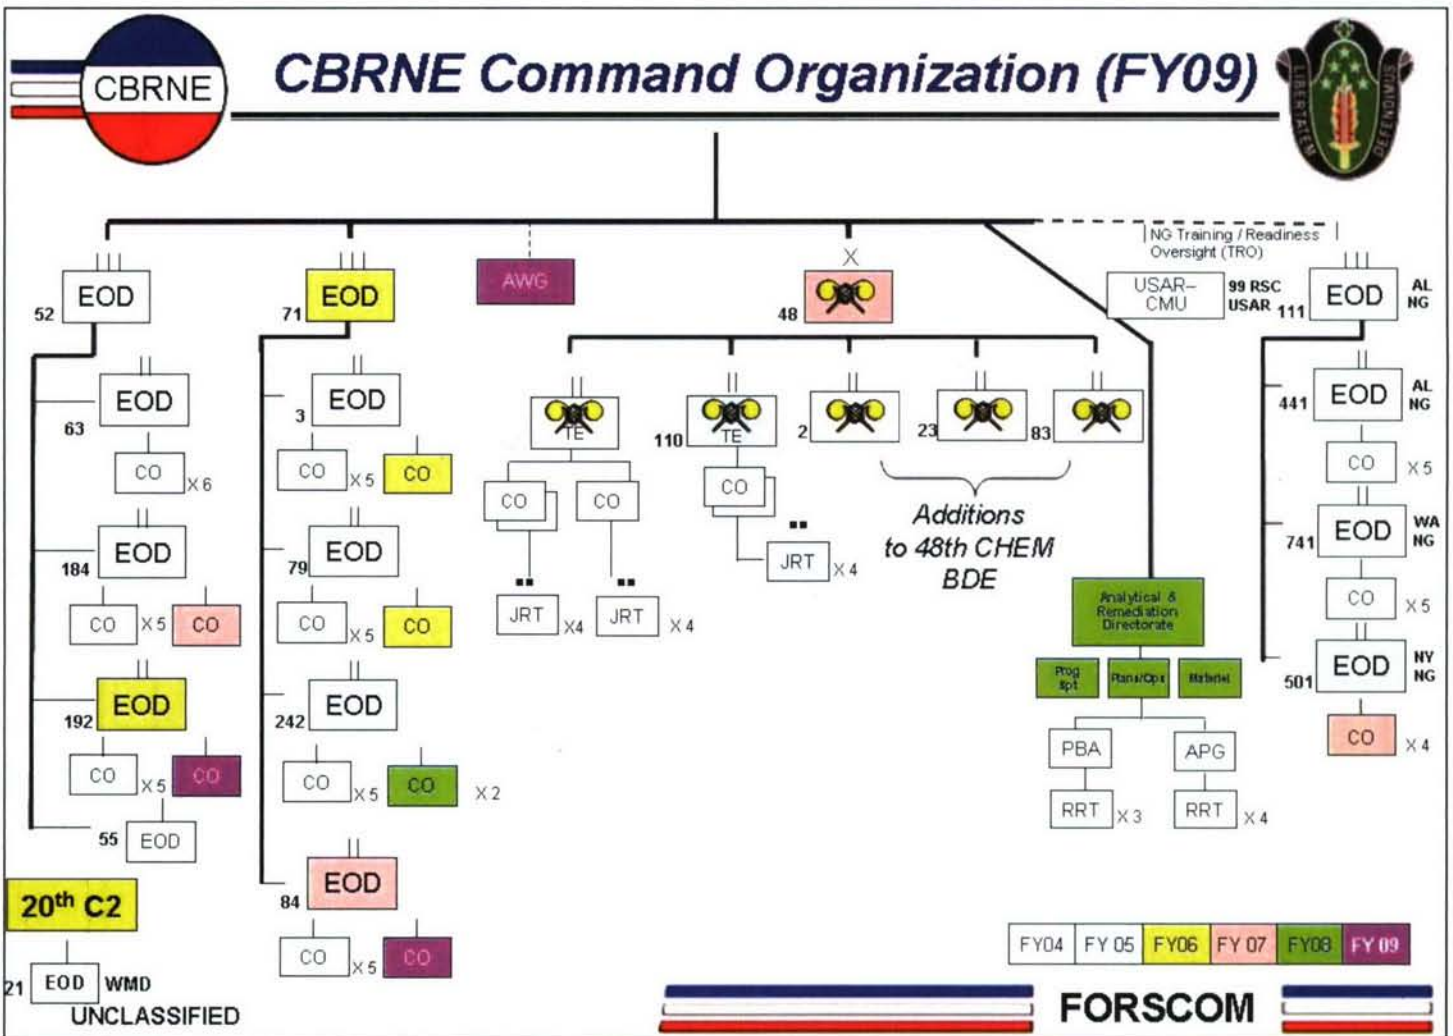 CBRNE
CBRNE Command Organization (FY09)
LIBERTATEM DEFENDIMUS
NG Training / Readiness
Oversight (TRO)
52
EOD
63
EOD
CO
X 6
184
EOD
CO
X 5
CO
192
EOD
CO
X 5
CO
55
EOD
20th C2
21
EOD
WMD
UNCLASSIFIED
71
EOD
3
EOD
CO
X 5
CO
79
EOD
CO
X 5
CO
242
EOD
CO
X 5
CO
X 2
84
EOD
CO
X 5
CO
AWG
X
48
TE
CO
CO
JRT
X4
JRT
X 4
110
TE
CO
JRT
X 4
2
23
83
Additions
to 48th CHEM
BDE
USAR–
CMU
99 RSC
USAR
Analytical &
Remediation
Directorate
Prog
Spt
Plans/Ops
Materiel
PBA
APG
RRT
X 3
RRT
X 4
111
EOD
AL
NG
441
EOD
AL
NG
CO
X 5
741
EOD
WA
NG
CO
X 5
501
EOD
NY
NG
CO
X 4
FY04
FY 05
FY06
FY 07
FY08
FY 09
FORSCOM